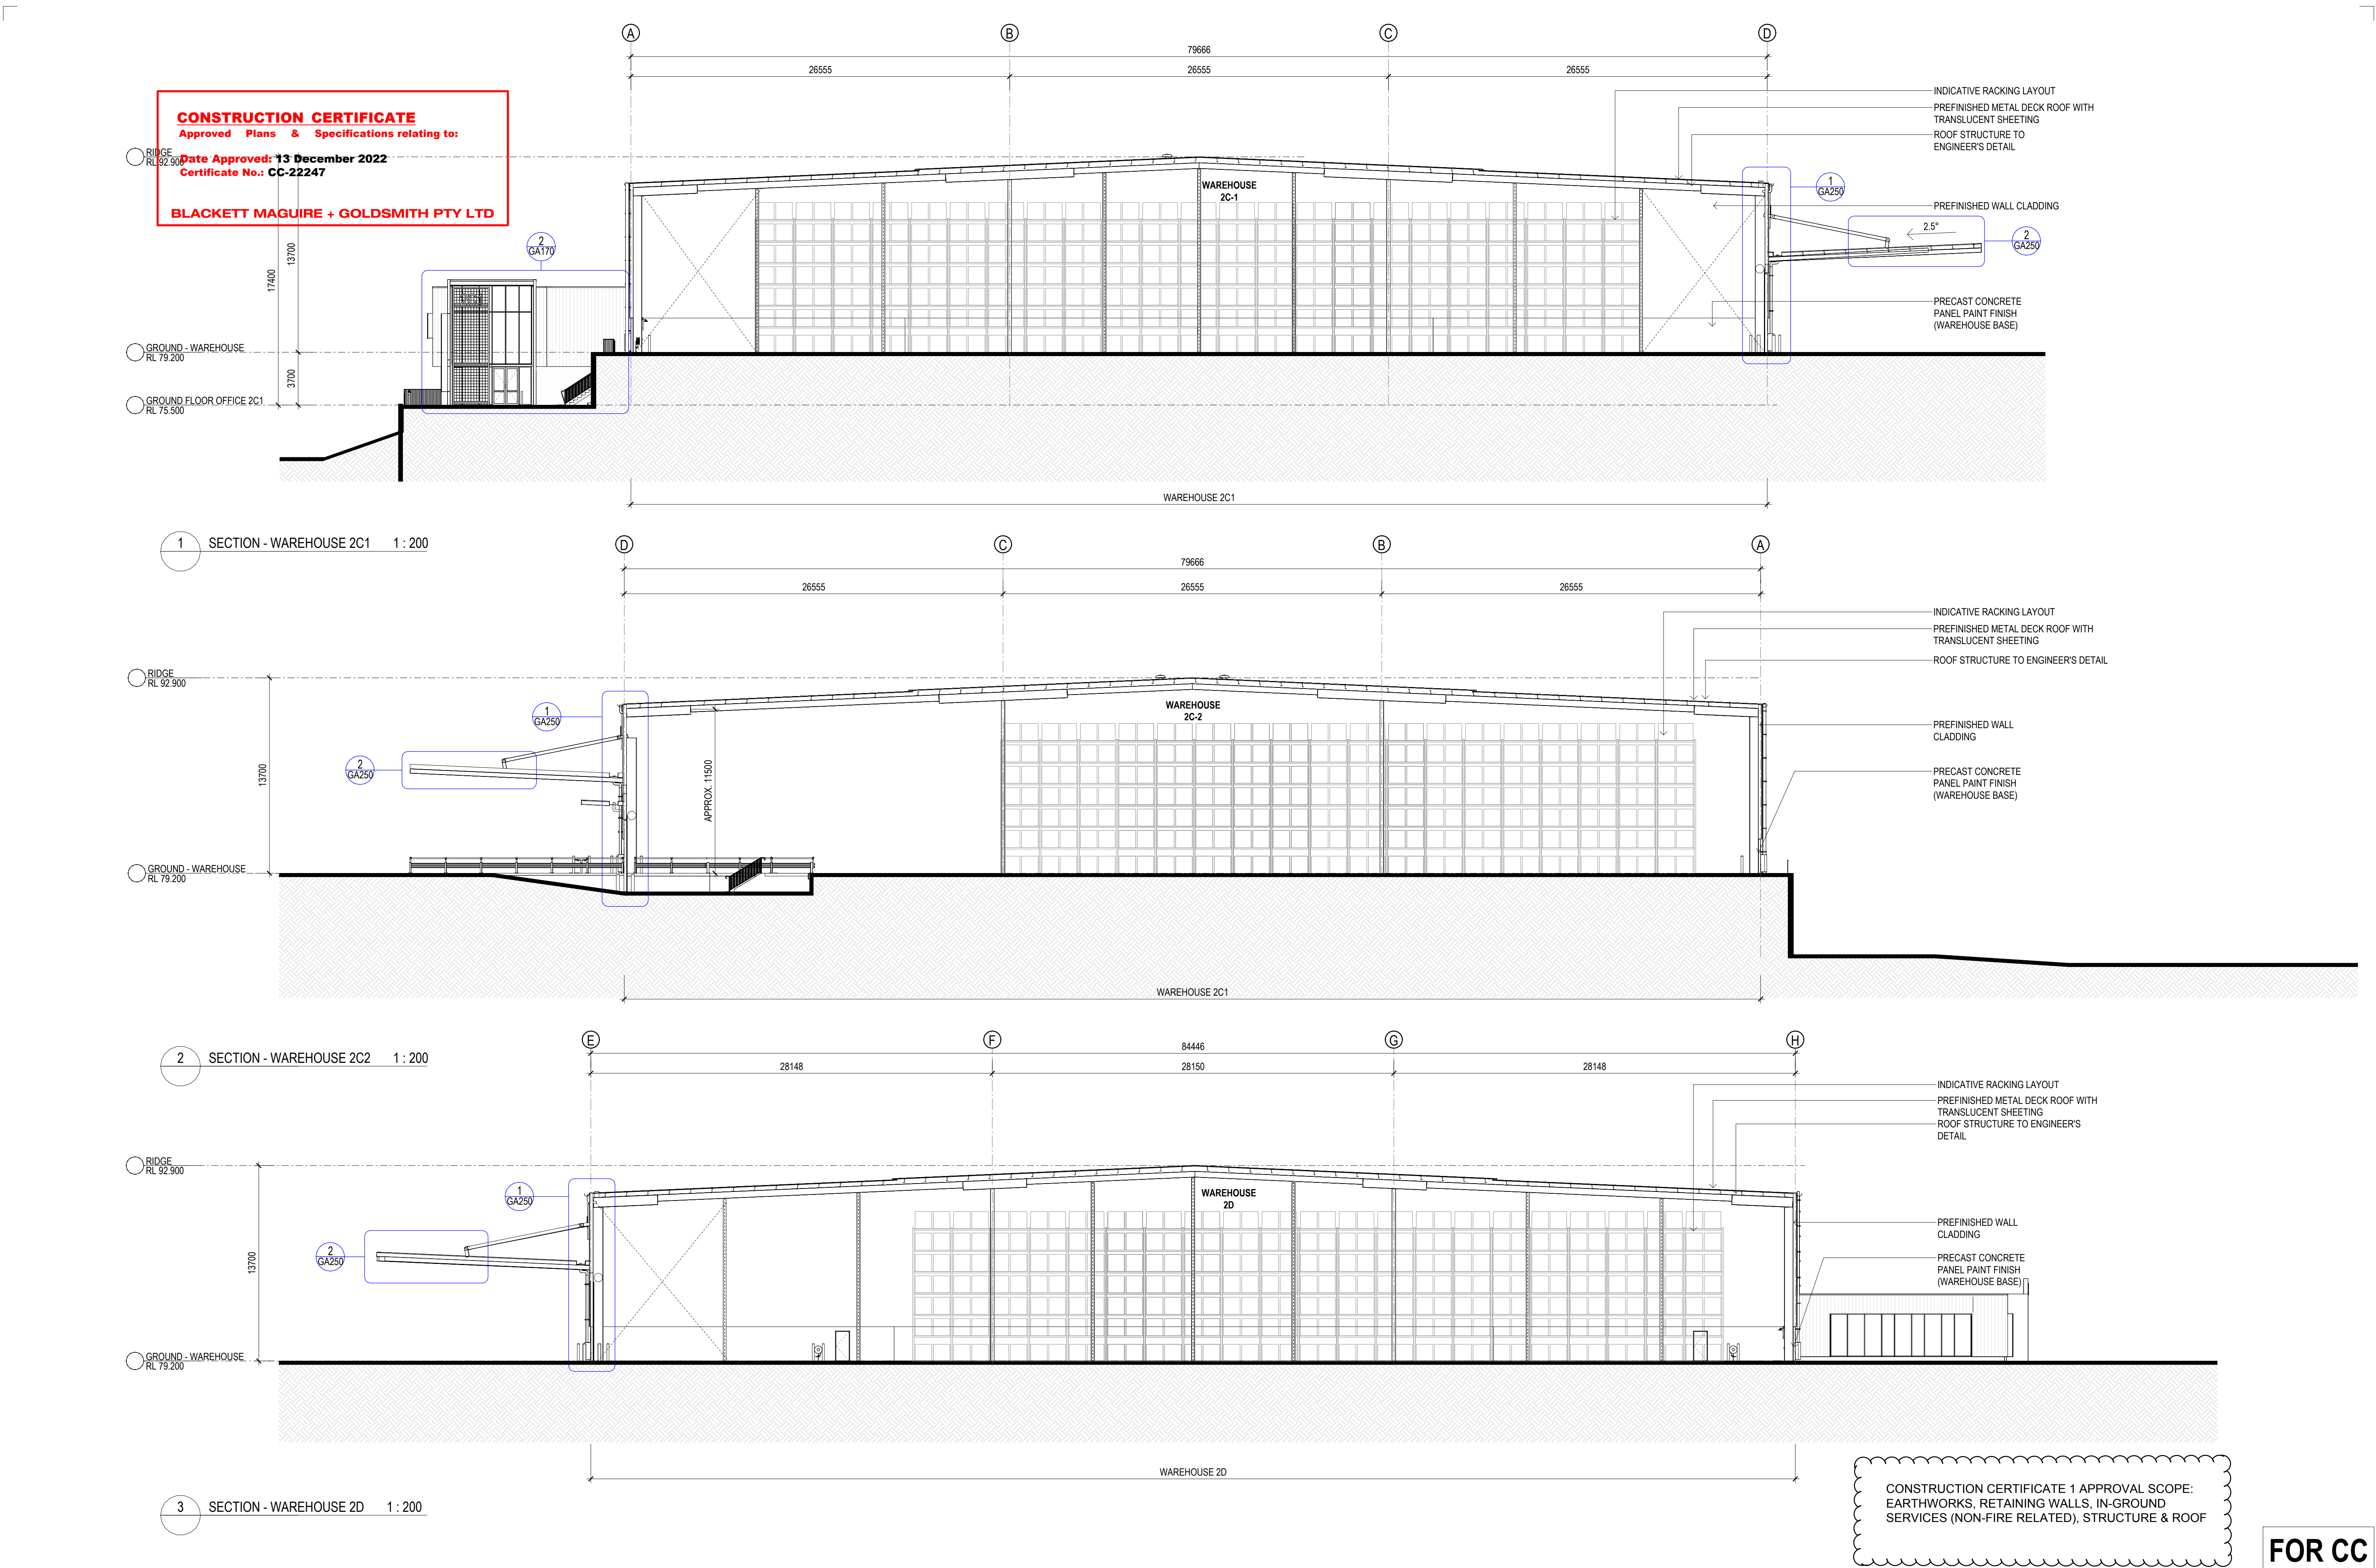 A
B
C
D
79666
26555
26555
26555
CONSTRUCTION CERTIFICATE
Approved Plans & Specifications relating to:
Date Approved: 13 December 2022
Certificate No.: CC-22247
BLACKETT MAGUIRE + GOLDSMITH PTY LTD
RIDGE
RL 92.900
GROUND - WAREHOUSE
RL 79.200
GROUND FLOOR OFFICE 2C1
RL 75.500
17400
13700
3700
2
GA170
WAREHOUSE
2C-1
INDICATIVE RACKING LAYOUT
PREFINISHED METAL DECK ROOF WITH
TRANSLUCENT SHEETING
ROOF STRUCTURE TO
ENGINEER'S DETAIL
1
GA250
PREFINISHED WALL CLADDING
2.5°
2
GA250
PRECAST CONCRETE
PANEL PAINT FINISH
(WAREHOUSE BASE)
WAREHOUSE 2C1
1 SECTION - WAREHOUSE 2C1 1 : 200
D
C
B
A
79666
26555
26555
26555
RIDGE
RL 92.900
GROUND - WAREHOUSE
RL 79.200
13700
1
GA250
2
GA250
APPROX. 11500
WAREHOUSE
2C-2
INDICATIVE RACKING LAYOUT
PREFINISHED METAL DECK ROOF WITH
TRANSLUCENT SHEETING
ROOF STRUCTURE TO ENGINEER'S DETAIL
PREFINISHED WALL
CLADDING
PRECAST CONCRETE
PANEL PAINT FINISH
(WAREHOUSE BASE)
WAREHOUSE 2C1
2 SECTION - WAREHOUSE 2C2 1 : 200
E
F
G
H
84446
28148
28150
28148
RIDGE
RL 92.900
GROUND - WAREHOUSE
RL 79.200
13700
1
GA250
2
GA250
WAREHOUSE
2D
INDICATIVE RACKING LAYOUT
PREFINISHED METAL DECK ROOF WITH
TRANSLUCENT SHEETING
ROOF STRUCTURE TO ENGINEER'S
DETAIL
PREFINISHED WALL
CLADDING
PRECAST CONCRETE
PANEL PAINT FINISH
(WAREHOUSE BASE)
WAREHOUSE 2D
3 SECTION - WAREHOUSE 2D 1 : 200
CONSTRUCTION CERTIFICATE 1 APPROVAL SCOPE:
EARTHWORKS, RETAINING WALLS, IN-GROUND
SERVICES (NON-FIRE RELATED), STRUCTURE & ROOF
FOR CC